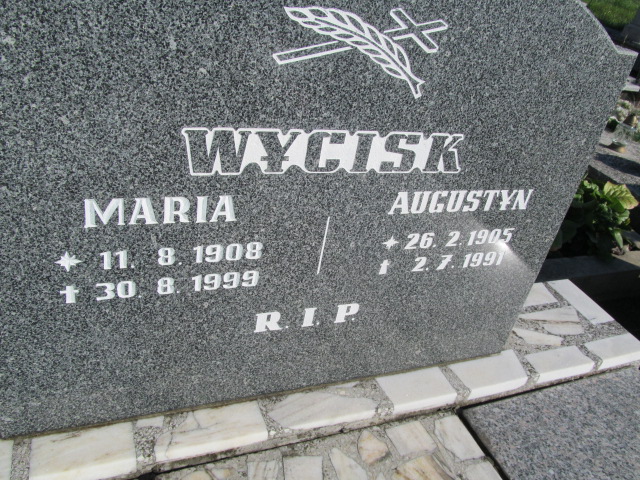 WYCISK
MARIA
* 11. 8. 1908
† 30. 8. 1999
AUGUSTYN
* 26. 2. 1905
† 2. 7. 1991
R. I. P.